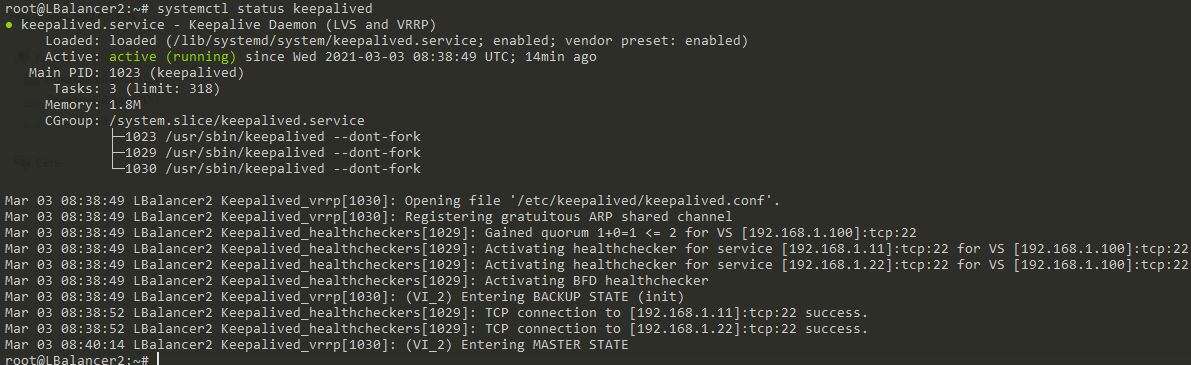 root@LBalancer2:~# systemctl status keepalived
● keepalived.service - Keepalive Daemon (LVS and VRRP)
Loaded: loaded (/lib/systemd/system/keepalived.service; enabled; vendor preset: enabled)
Active: active (running) since Wed 2021-03-03 08:38:49 UTC; 14min ago
Main PID: 1023 (keepalived)
Tasks: 3 (limit: 318)
Memory: 1.8M
CGroup: /system.slice/keepalived.service
├─1023 /usr/sbin/keepalived --dont-fork
├─1029 /usr/sbin/keepalived --dont-fork
└─1030 /usr/sbin/keepalived --dont-fork
Mar 03 08:38:49 LBalancer2 Keepalived_vrrp[1030]: Opening file '/etc/keepalived/keepalived.conf'.
Mar 03 08:38:49 LBalancer2 Keepalived_vrrp[1030]: Registering gratuitous ARP shared channel
Mar 03 08:38:49 LBalancer2 Keepalived_healthcheckers[1029]: Gained quorum 1+0=1 <= 2 for VS [192.168.1.100]:tcp:22
Mar 03 08:38:49 LBalancer2 Keepalived_healthcheckers[1029]: Activating healthchecker for service [192.168.1.11]:tcp:22 for VS [192.168.1.100]:tcp:22
Mar 03 08:38:49 LBalancer2 Keepalived_healthcheckers[1029]: Activating healthchecker for service [192.168.1.22]:tcp:22 for VS [192.168.1.100]:tcp:22
Mar 03 08:38:49 LBalancer2 Keepalived_healthcheckers[1029]: Activating BFD healthchecker
Mar 03 08:38:49 LBalancer2 Keepalived_vrrp[1030]: (VI_2) Entering BACKUP STATE (init)
Mar 03 08:38:52 LBalancer2 Keepalived_healthcheckers[1029]: TCP connection to [192.168.1.11]:tcp:22 success.
Mar 03 08:38:52 LBalancer2 Keepalived_healthcheckers[1029]: TCP connection to [192.168.1.22]:tcp:22 success.
Mar 03 08:40:14 LBalancer2 Keepalived_vrrp[1030]: (VI_2) Entering MASTER STATE
root@LBalancer2:~#